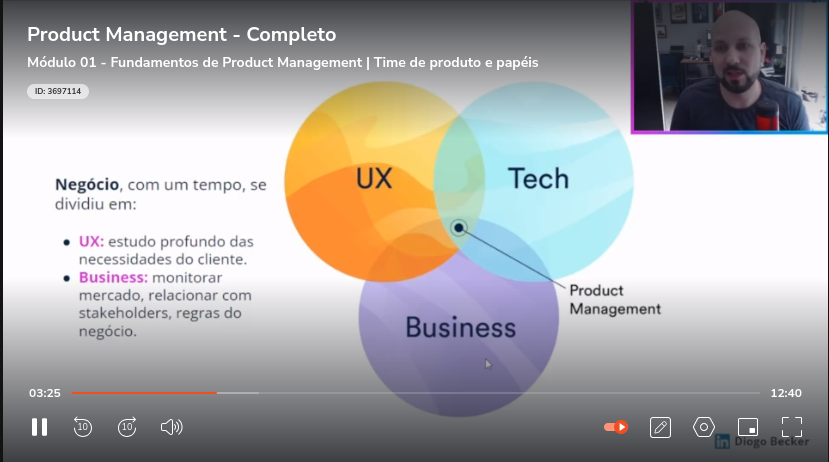 Product Management - Completo
Módulo 01 - Fundamentos de Product Management | Time de produto e papéis
ID: 3697114
Negócio, com um tempo, se
dividiu em:
• UX: estudo profundo das
necessidades do cliente.
• Business: monitorar
mercado, relacionar com
stakeholders, regras do
negócio.
UX
Tech
Business
Product
Management
03:25
12:40
10
10
in Diogo Becker